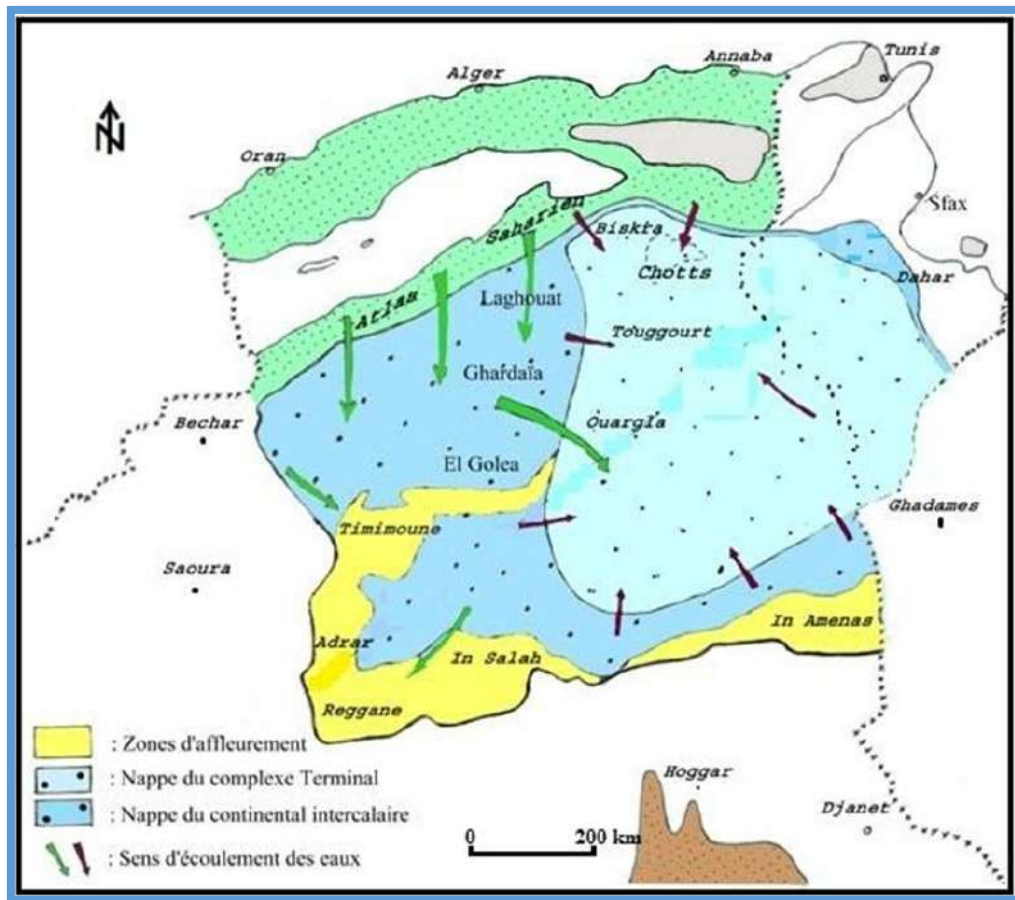 Tunis
Annaba
Alger
N
Oran
Sfax
Saharien
Biskra
Chotts
Dahar
Laghouat
Atlas
Touggourt
Ghardaïa
Bechar
Ouargla
El Golea
Ghadames
Timimoune
Saoura
In Amenas
Adrar
In Salah
Reggane
: Zones d'affleurement
: Nappe du complexe Terminal
: Nappe du continental intercalaire
: Sens d'écoulement des eaux
Hoggar
Djanet
0 200 km